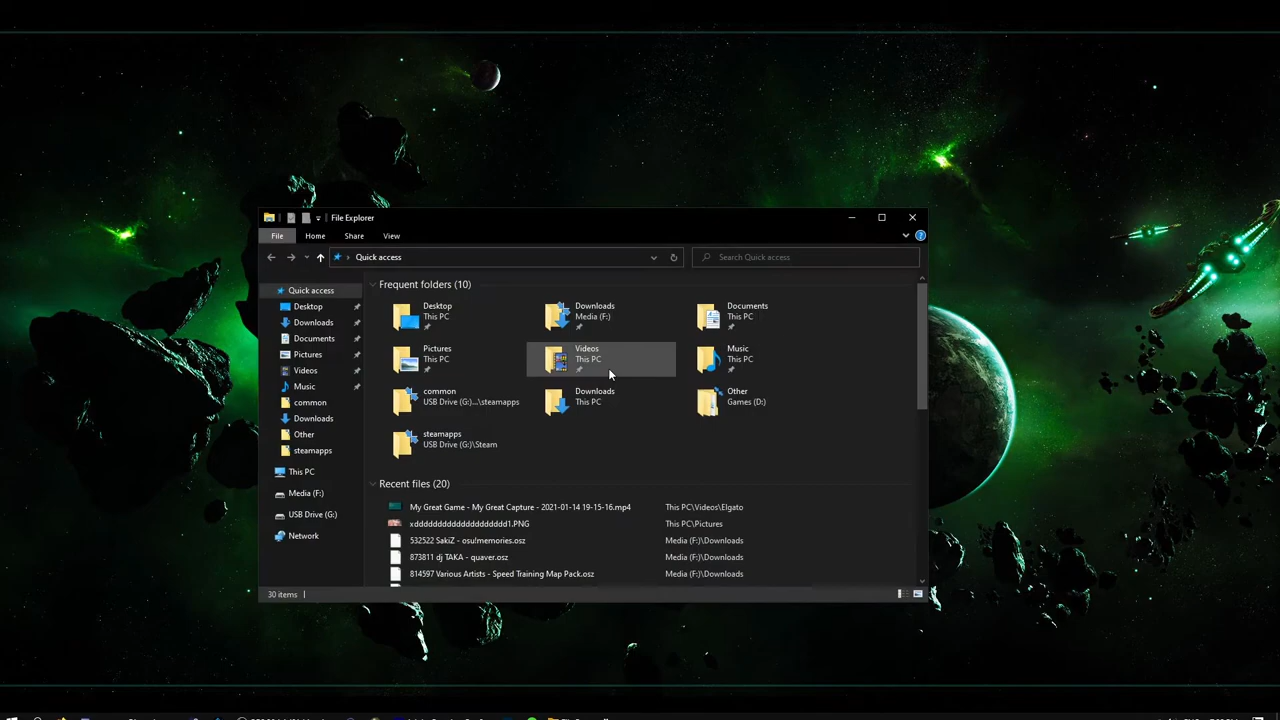 File Explorer
File Home Share View
Quick access
Search Quick access
Quick access
Desktop
Downloads
Documents
Pictures
Videos
Music
common
Downloads
Other
steamapps
This PC
Media (F:)
USB Drive (G:)
Network
Frequent folders (10)
Desktop
This PC
Downloads
Media (F:)
Documents
This PC
Pictures
This PC
Videos
This PC
Music
This PC
common
USB Drive (G:)...\steamapps
Downloads
This PC
Other
Games (D:)
steamapps
USB Drive (G:)\Steam
Recent files (20)
My Great Game - My Great Capture - 2021-01-14 19-15-16.mp4 This PC\Videos\Elgato
This PC\Pictures
532522 SakiZ - osu!memories.osz Media (F:)\Downloads
873811 dj TAKA - quaver.osz Media (F:)\Downloads
814597 Various Artists - Speed Training Map Pack.osz Media (F:)\Downloads
30 items